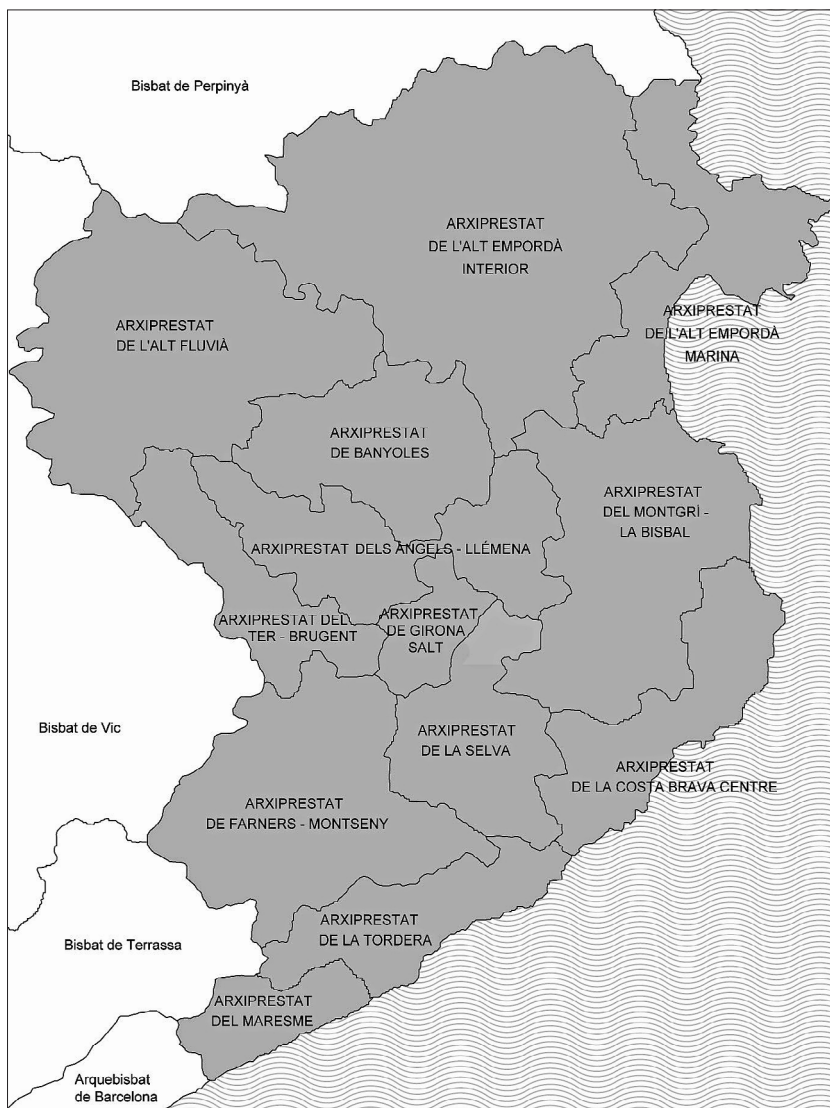 Bisbat de Perpinyà
ARXIPRESTAT
DE L'ALT EMPORDÀ
INTERIOR
ARXIPRESTAT
DE L'ALT FLUVIÀ
ARXIPRESTAT
DE L'ALT EMPORDÀ
MARINA
ARXIPRESTAT
DE BANYOLES
ARXIPRESTAT
DEL MONTGRÍ -
LA BISBAL
ARXIPRESTAT DELS ÀNGELS - LLÉMENA
ARXIPRESTAT DEL
TER - BRUGENT
ARXIPRESTAT
DE GIRONA
SALT
Bisbat de Vic
ARXIPRESTAT
DE LA SELVA
ARXIPRESTAT
DE LA COSTA BRAVA CENTRE
ARXIPRESTAT
DE FARNERS - MONTSENY
ARXIPRESTAT
DE LA TORDERA
Bisbat de Terrassa
ARXIPRESTAT
DEL MARESME
Arquebisbat
de Barcelona